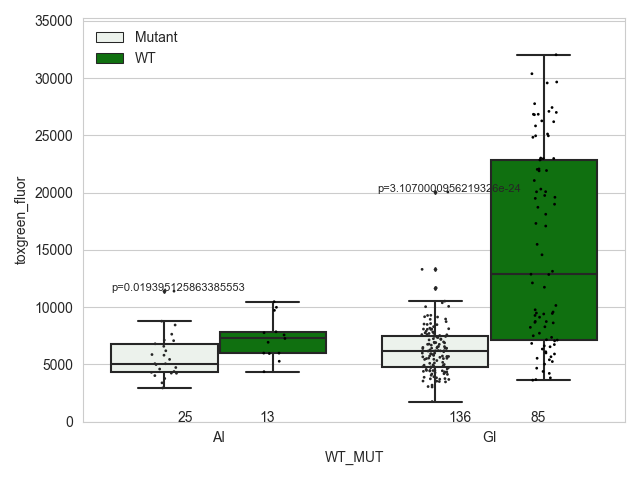 35000
Mutant
WT
30000
25000
20000
p=3.1070000956219326e-24
15000
toxgreen_fluor
p=0.019395125863385553
10000
5000
0
25
13
136
85
AI
GI
WT_MUT